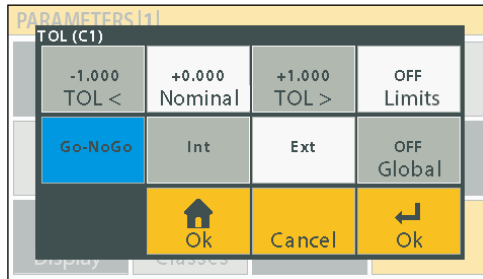 PARAMETERS|1|
TOL (C1)
-1.000
TOL <
+0.000
Nominal
+1.000
TOL >
OFF
Limits
Go-NoGo
Int
Ext
OFF
Global
Ok
Cancel
Ok
Display
Classes